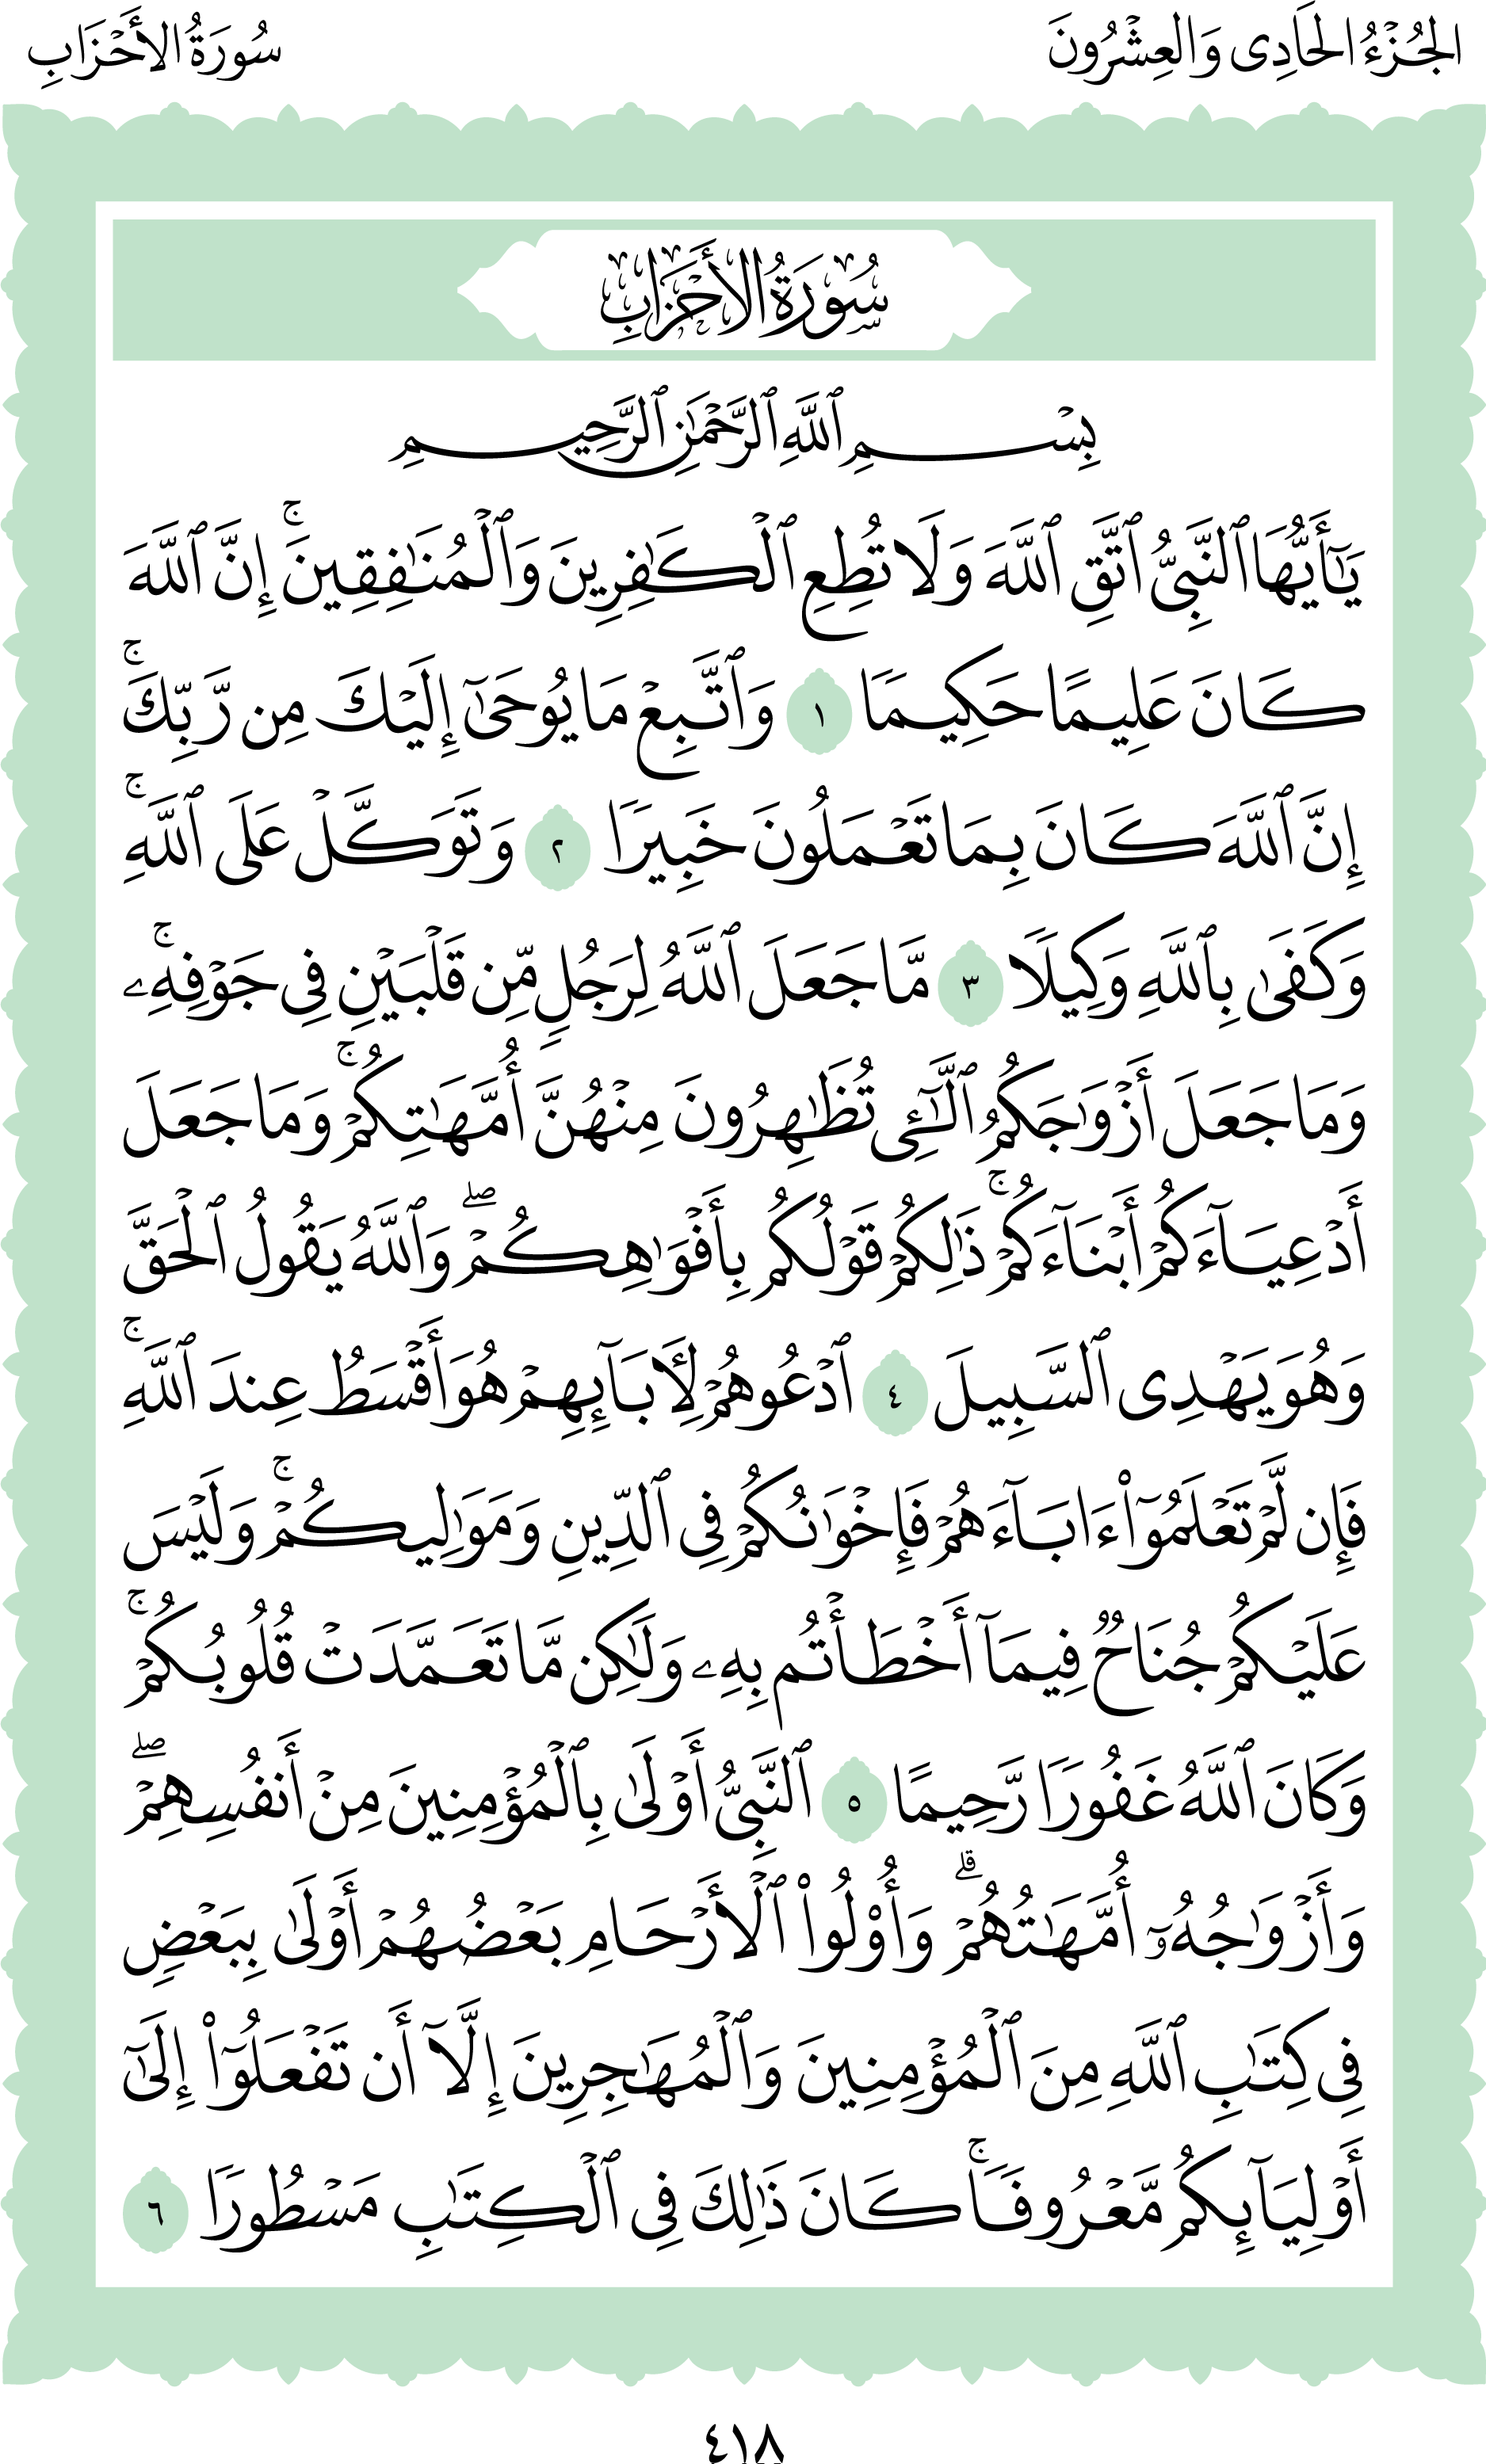 الجُزْءُ الحَادِى وَالعِشْرُونَ
سُورَةُ الأَحْزَابِ
سُورَةُ الأَحْزَابِ
بِسْمِ ٱللَّهِ ٱلرَّحْمَٰنِ ٱلرَّحِيمِ
يَٰٓأَيُّهَا ٱلنَّبِىُّ ٱتَّقِ ٱللَّهَ وَلَا تُطِعِ ٱلْكَٰفِرِينَ وَٱلْمُنَٰفِقِينَ ۚ إِنَّ ٱللَّهَ
كَانَ عَلِيمًا حَكِيمًا ١ وَٱتَّبِعْ مَا يُوحَىٰٓ إِلَيْكَ مِن رَّبِّكَ ۚ
إِنَّ ٱللَّهَ كَانَ بِمَا تَعْمَلُونَ خَبِيرًا ٢ وَتَوَكَّلْ عَلَى ٱللَّهِ ۚ
وَكَفَىٰ بِٱللَّهِ وَكِيلًا ٣ مَّا جَعَلَ ٱللَّهُ لِرَجُلٍ مِّن قَلْبَيْنِ فِى جَوْفِهِۦ ۚ
وَمَا جَعَلَ أَزْوَٰجَكُمُ ٱلَّٰٓـِٔى تُظَٰهِرُونَ مِنْهُنَّ أُمَّهَٰتِكُمْ ۚ وَمَا جَعَلَ
أَدْعِيَآءَكُمْ أَبْنَآءَكُمْ ۚ ذَٰلِكُمْ قَوْلُكُم بِأَفْوَٰهِكُمْ ۖ وَٱللَّهُ يَقُولُ ٱلْحَقَّ
وَهُوَ يَهْدِى ٱلسَّبِيلَ ٤ ٱدْعُوهُمْ لِأَبَآئِهِمْ هُوَ أَقْسَطُ عِندَ ٱللَّهِ ۚ
فَإِن لَّمْ تَعْلَمُوٓا۟ ءَابَآءَهُمْ فَإِخْوَٰنُكُمْ فِى ٱلدِّينِ وَمَوَٰلِيكُمْ ۚ وَلَيْسَ
عَلَيْكُمْ جُنَاحٌ فِيمَآ أَخْطَأْتُم بِهِۦ وَلَٰكِن مَّا تَعَمَّدَتْ قُلُوبُكُمْ ۚ
وَكَانَ ٱللَّهُ غَفُورًا رَّحِيمًا ٥ ٱلنَّبِىُّ أَوْلَىٰ بِٱلْمُؤْمِنِينَ مِنْ أَنفُسِهِمْ ۖ
وَأَزْوَٰجُهُۥٓ أُمَّهَٰتُهُمْ ۗ وَأُو۟لُوا۟ ٱلْأَرْحَامِ بَعْضُهُمْ أَوْلَىٰ بِبَعْضٍ
فِى كِتَٰبِ ٱللَّهِ مِنَ ٱلْمُؤْمِنِينَ وَٱلْمُهَٰجِرِينَ إِلَّآ أَن تَفْعَلُوٓا۟ إِلَىٰٓ
أَوْلِيَآئِكُم مَّعْرُوفًا ۚ كَانَ ذَٰلِكَ فِى ٱلْكِتَٰبِ مَسْطُورًا ٦
٤١٨